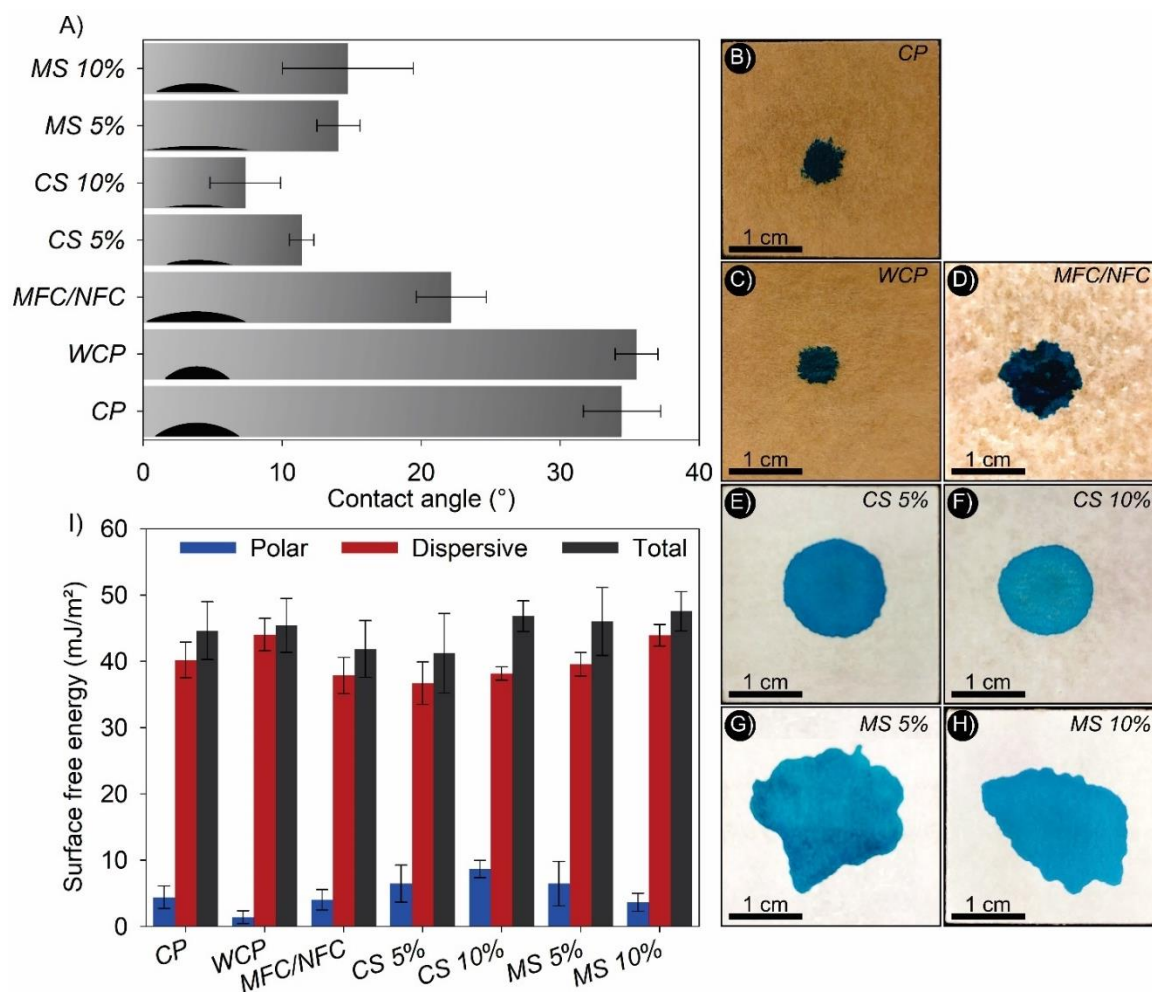 A)
MS 10%
MS 5%
CS 10%
CS 5%
MFC/NFC
WCP
CP
0 10 20 30 40
Contact angle (°)
B) CP
1 cm
C) WCP
1 cm
D) MFC/NFC
1 cm
E) CS 5%
1 cm
F) CS 10%
1 cm
G) MS 5%
1 cm
H) MS 10%
1 cm
I)
Polar Dispersive Total
Surface free energy (mJ/m²)
60
50
40
30
20
10
0
CP WCP MFC/NFC CS 5% CS 10% MS 5% MS 10%